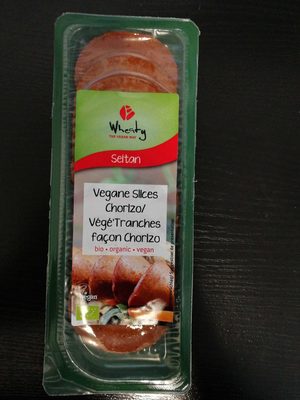 Wheaty
THE VEGAN WAY
Seitan
Vegane Slices
Chorizo/
Végé'Tranches
façon Chorizo
bio • organic • vegan